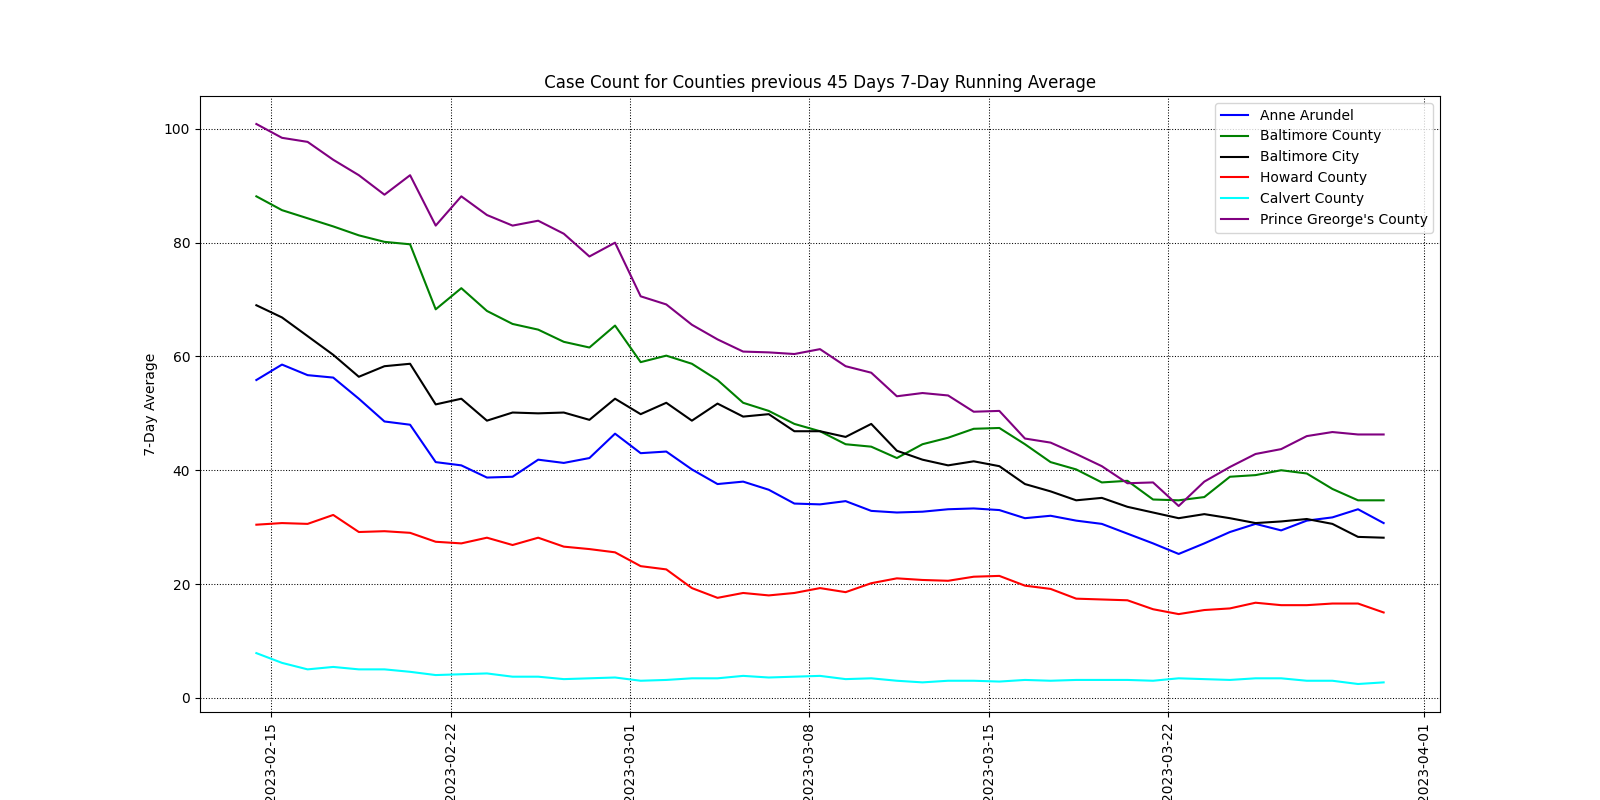 Case Count for Counties previous 45 Days 7-Day Running Average
Anne Arundel
Baltimore County
Baltimore City
Howard County
Calvert County
Prince Greorge's County
7-Day Average
100
80
60
40
20
0
2023-02-15
2023-02-22
2023-03-01
2023-03-08
2023-03-15
2023-03-22
2023-04-01